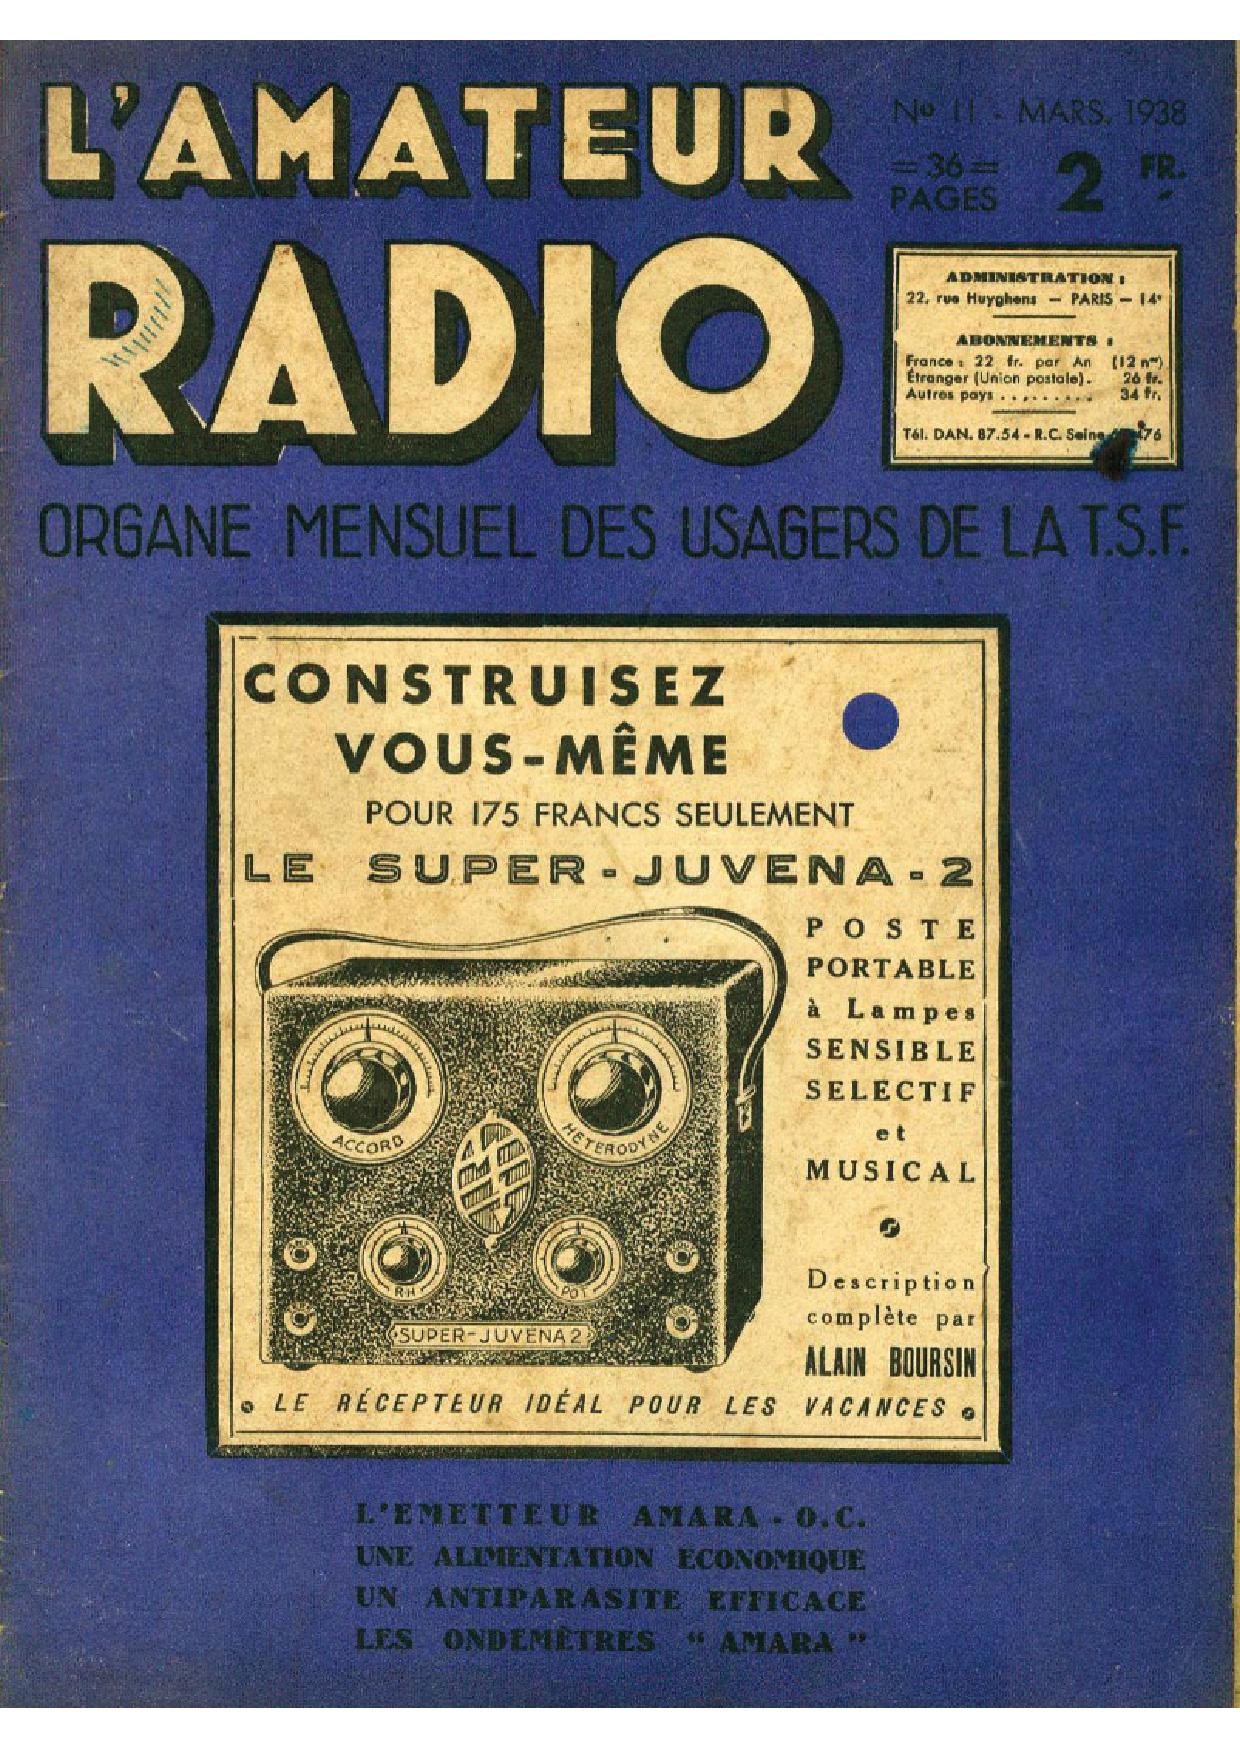 L'AMATEUR
RADIO
Nº 11 - MARS. 1938
=36=
PAGES
2 FR.
ADMINISTRATION :
22, rue Huyghens — PARIS — 14ᵉ
ABONNEMENTS :
France : 22 fr. par An (12 nᵒˢ)
Étranger (Union postale). 26 fr.
Autres pays . . . . . . . . . 34 fr.
Tél. DAN. 87.54 - R.C. Seine
ORGANE MENSUEL DES USAGERS DE LA T.S.F.
CONSTRUISEZ
VOUS-MÊME
POUR 175 FRANCS SEULEMENT
LE SUPER-JUVENA-2
POSTE
PORTABLE
à Lampes
SENSIBLE
SELECTIF
et
MUSICAL
Description
complète par
ALAIN BOURSIN
ACCORD
HETERODYNE
RH
POT
SUPER-JUVENA 2
LE RÉCEPTEUR IDÉAL POUR LES VACANCES
L'EMETTEUR AMARA - O.C.
UNE ALIMENTATION ECONOMIQUE
UN ANTIPARASITE EFFICACE
LES ONDEMÈTRES “ AMARA ”